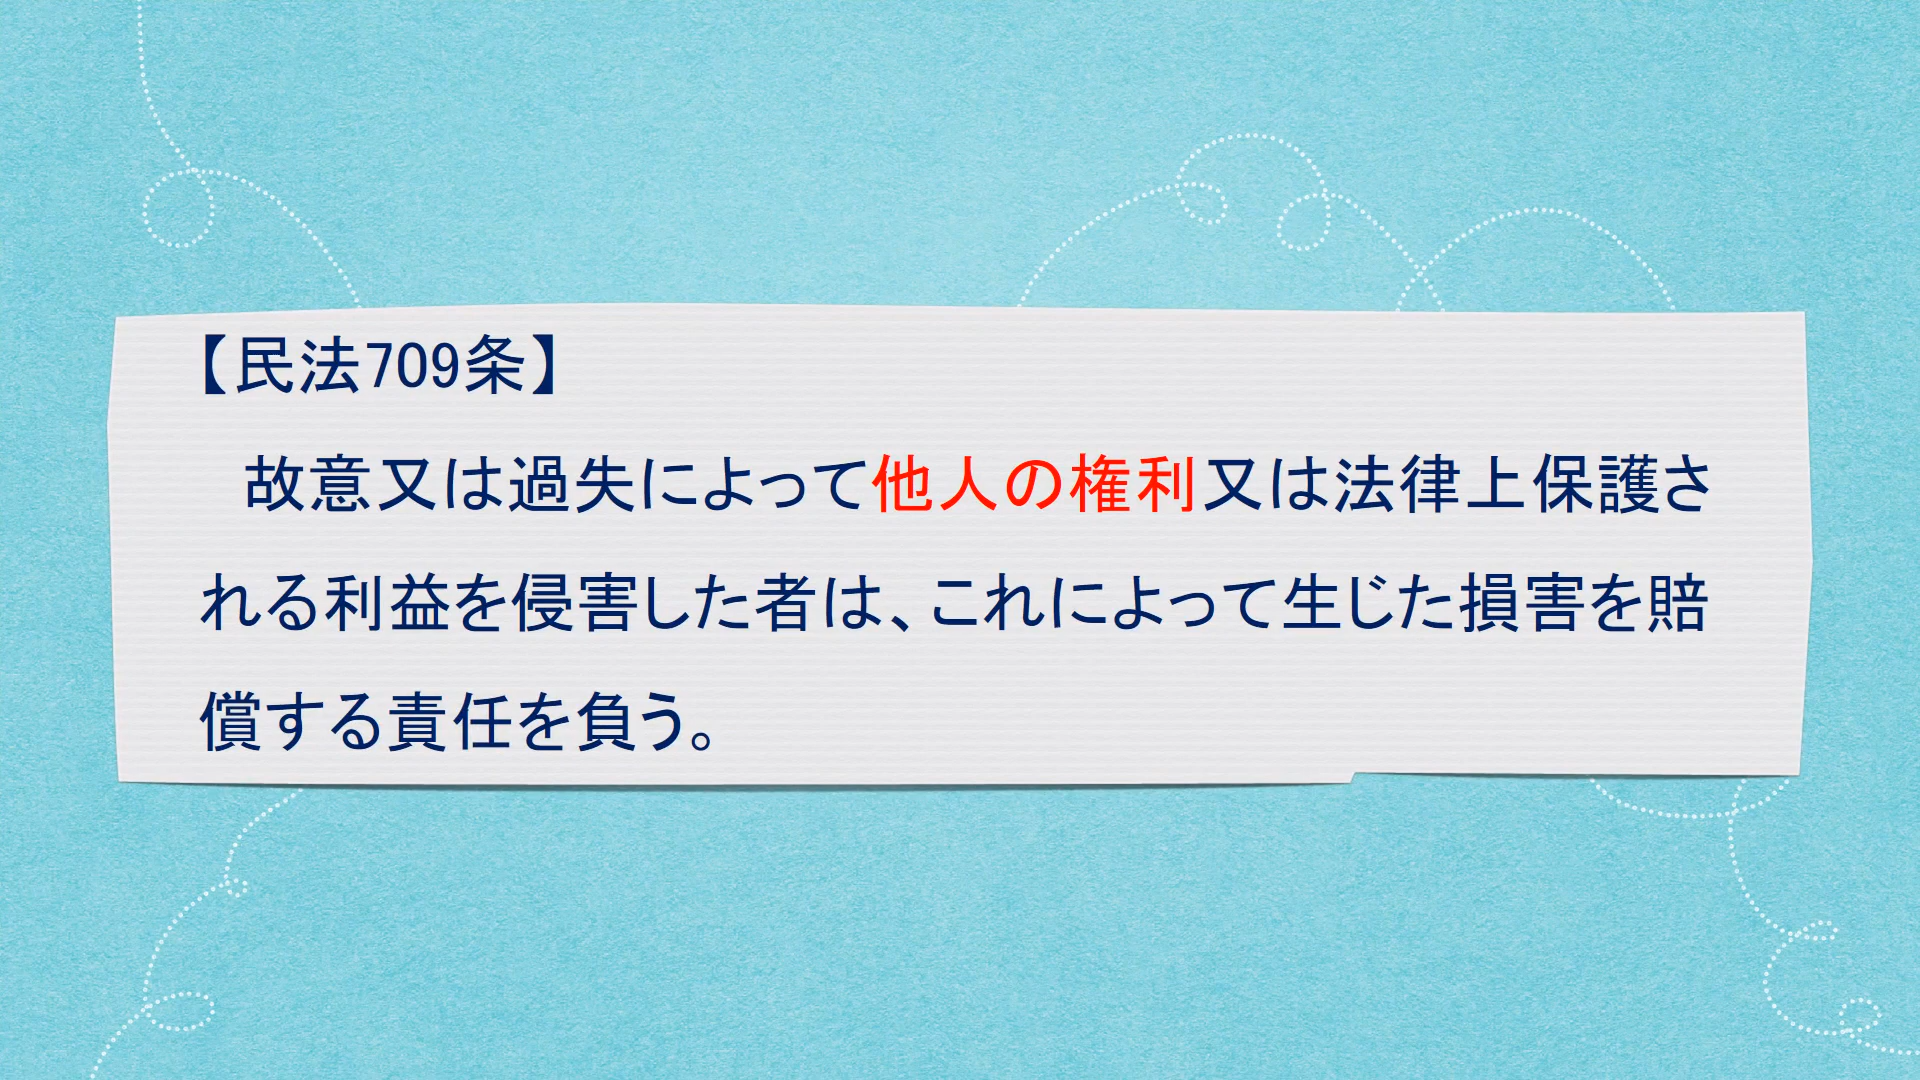 【民法709条】
故意又は過失によって他人の権利又は法律上保護さ
れる利益を侵害した者は、これによって生じた損害を賠
償する責任を負う。